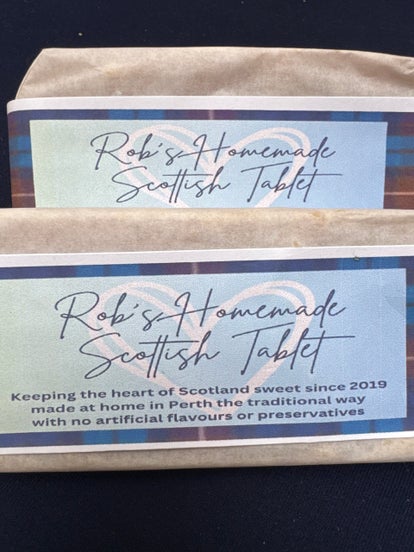 Rob's Homemade
Scottish Tablet
Rob's Homemade
Scottish Tablet
Keeping the heart of Scotland sweet since 2019
made at home in Perth the traditional way
with no artificial flavours or preservatives